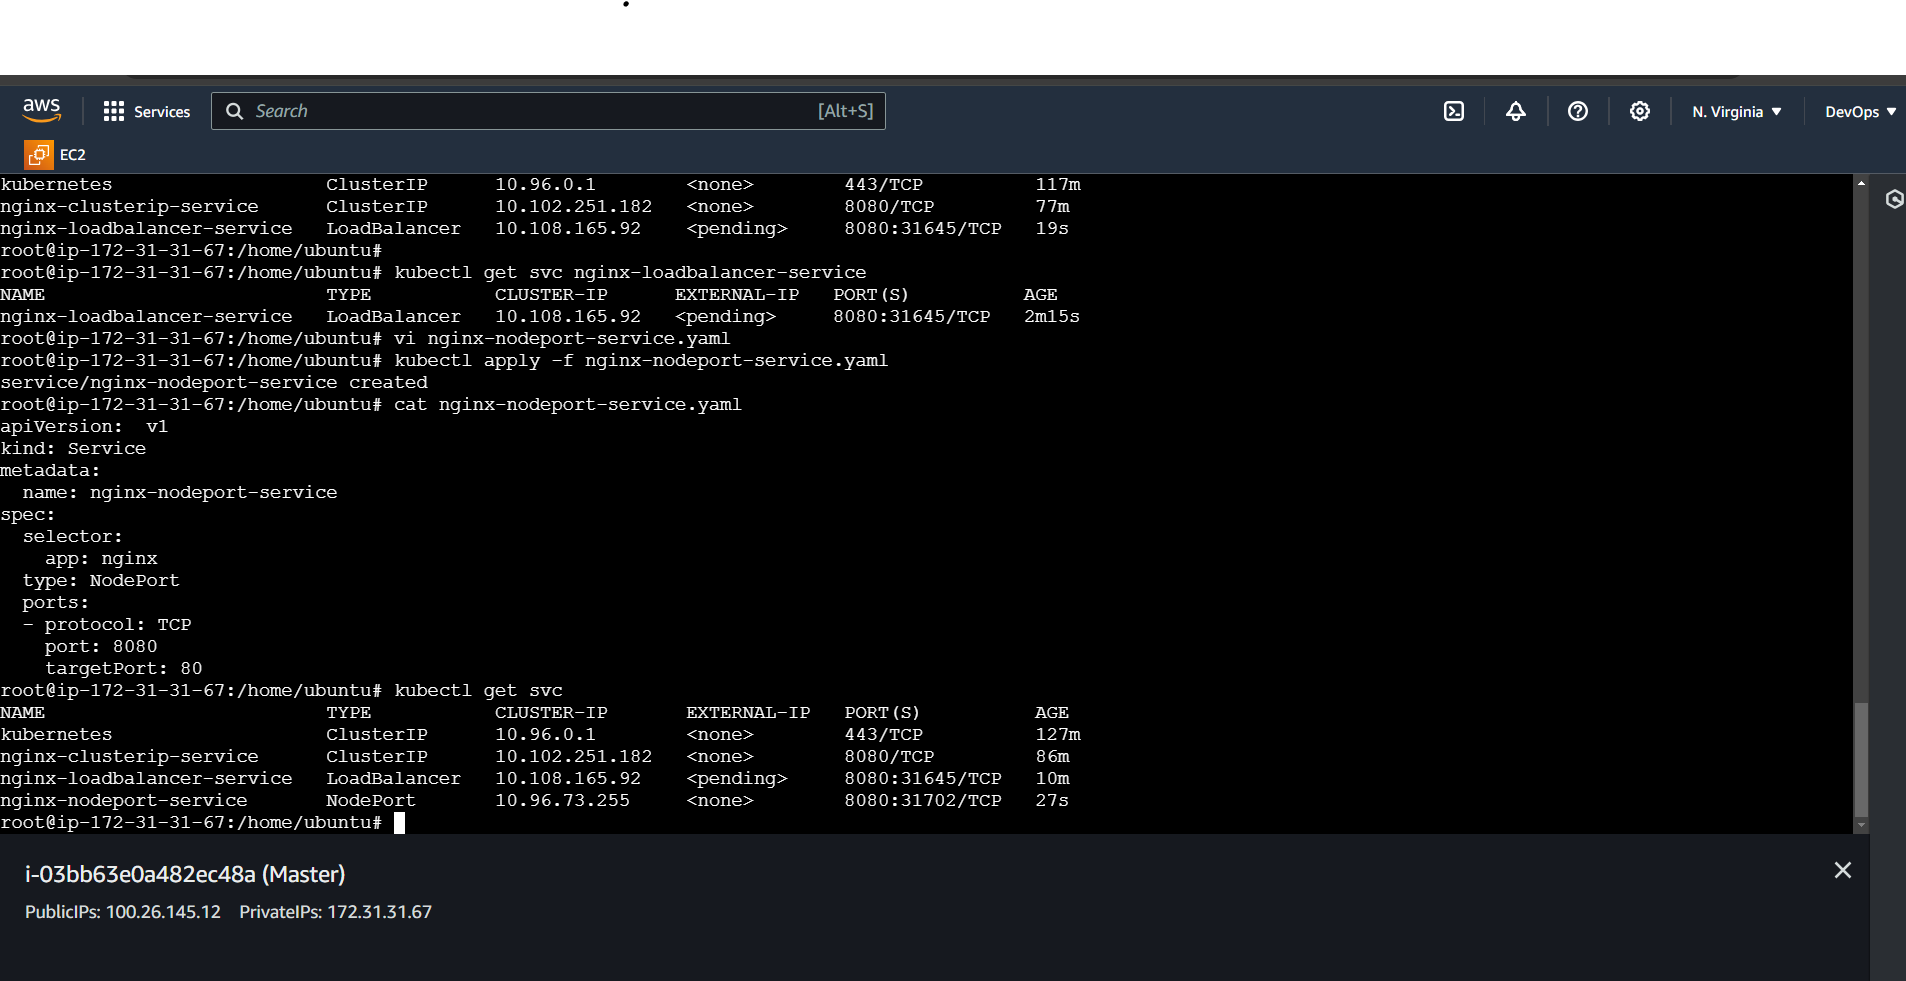 aws Services Search [Alt+S] N. Virginia DevOps
EC2
kubernetes ClusterIP 10.96.0.1 <none> 443/TCP 117m
nginx-clusterip-service ClusterIP 10.102.251.182 <none> 8080/TCP 77m
nginx-loadbalancer-service LoadBalancer 10.108.165.92 <pending> 8080:31645/TCP 19s
root@ip-172-31-31-67:/home/ubuntu#
root@ip-172-31-31-67:/home/ubuntu# kubectl get svc nginx-loadbalancer-service
NAME TYPE CLUSTER-IP EXTERNAL-IP PORT(S) AGE
nginx-loadbalancer-service LoadBalancer 10.108.165.92 <pending> 8080:31645/TCP 2m15s
root@ip-172-31-31-67:/home/ubuntu# vi nginx-nodeport-service.yaml
root@ip-172-31-31-67:/home/ubuntu# kubectl apply -f nginx-nodeport-service.yaml
service/nginx-nodeport-service created
root@ip-172-31-31-67:/home/ubuntu# cat nginx-nodeport-service.yaml
apiVersion:  v1
kind: Service
metadata:
  name: nginx-nodeport-service
spec:
  selector:
    app: nginx
  type: NodePort
  ports:
  - protocol: TCP
    port: 8080
    targetPort: 80
root@ip-172-31-31-67:/home/ubuntu# kubectl get svc
NAME TYPE CLUSTER-IP EXTERNAL-IP PORT(S) AGE
kubernetes ClusterIP 10.96.0.1 <none> 443/TCP 127m
nginx-clusterip-service ClusterIP 10.102.251.182 <none> 8080/TCP 86m
nginx-loadbalancer-service LoadBalancer 10.108.165.92 <pending> 8080:31645/TCP 10m
nginx-nodeport-service NodePort 10.96.73.255 <none> 8080:31702/TCP 27s
root@ip-172-31-31-67:/home/ubuntu#
i-03bb63e0a482ec48a (Master)
PublicIPs: 100.26.145.12 PrivateIPs: 172.31.31.67